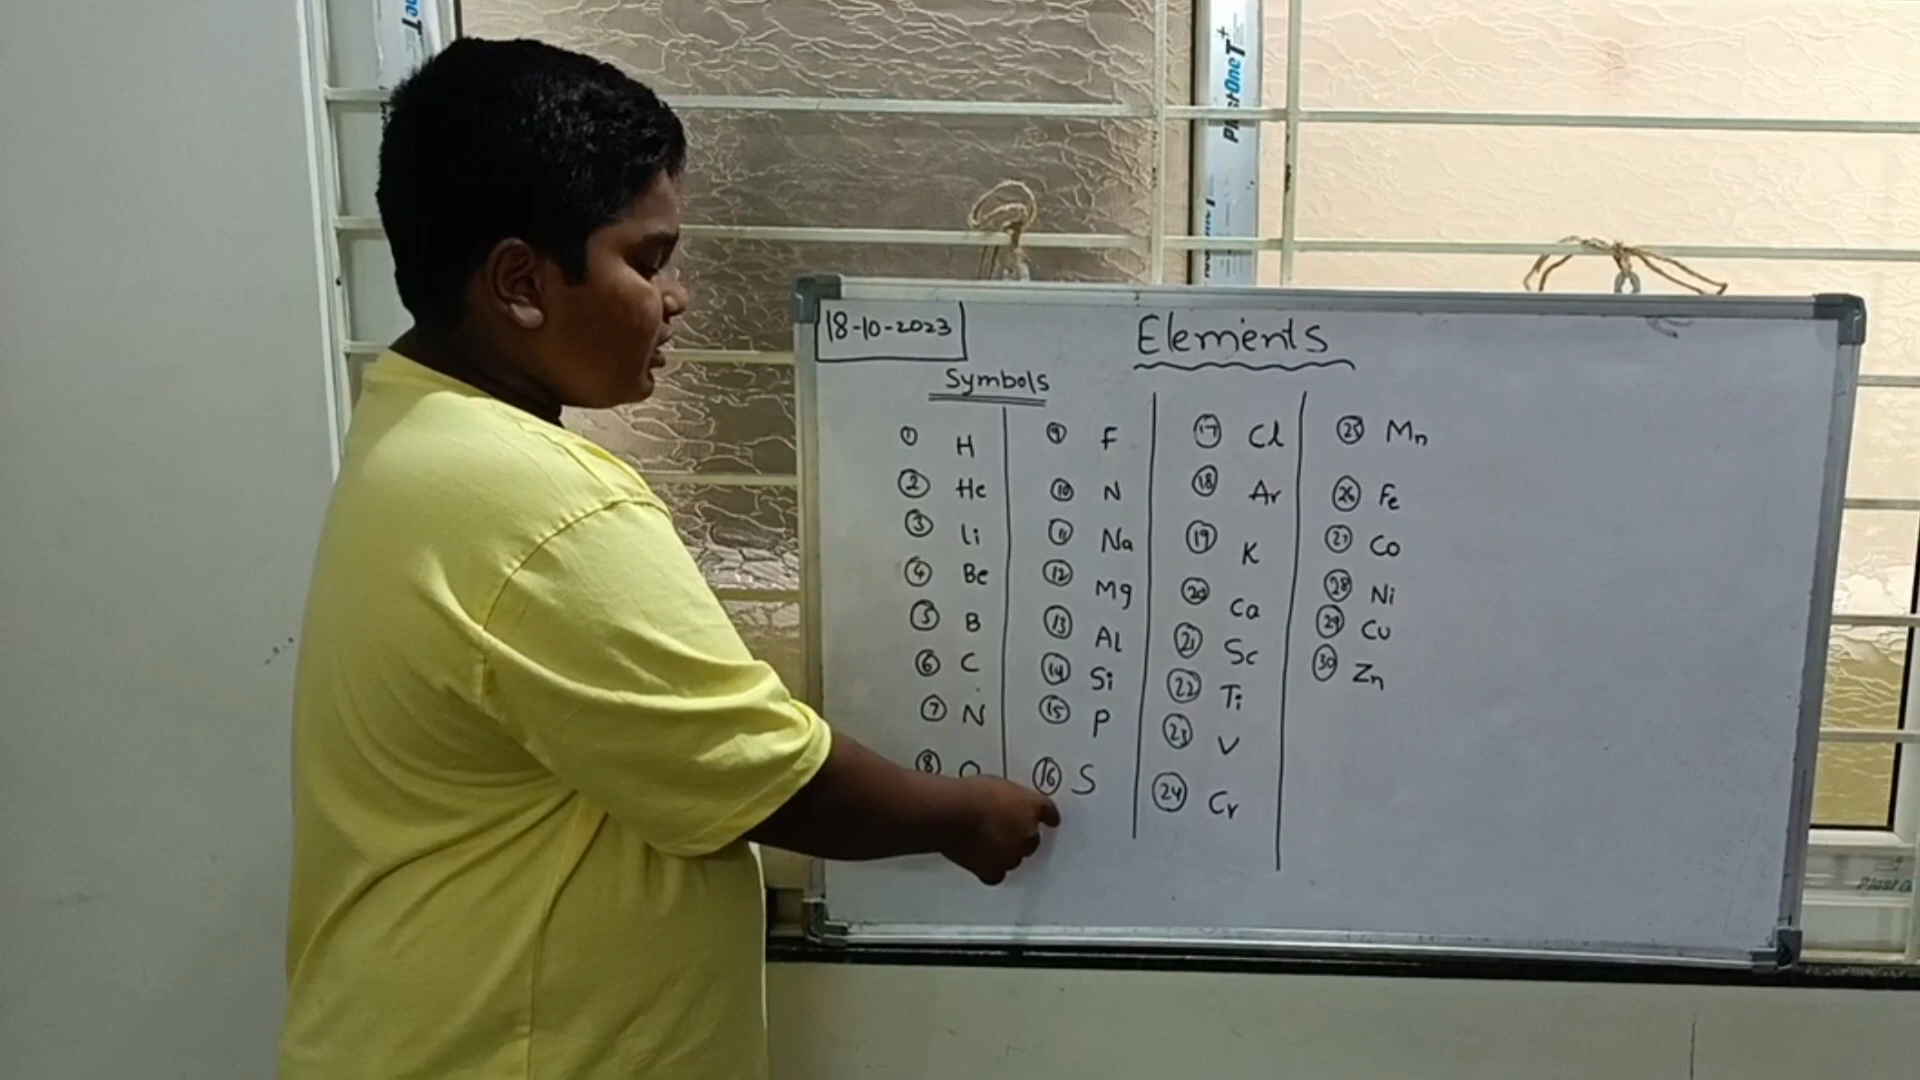 PlastOneT+
18-10-2023
Elements
Symbols
① H
② He
③ Li
④ Be
⑤ B
⑥ C
⑦ N
⑧ O
⑨ F
⑩ N
⑪ Na
⑫ Mg
⑬ Al
⑭ Si
⑮ P
⑯ S
⑰ Cl
⑱ Ar
⑲ K
⑳ Ca
㉑ Sc
㉒ Ti
㉓ V
㉔ Cr
㉕ Mn
㉖ Fe
㉗ Co
㉘ Ni
㉙ Cu
㉚ Zn